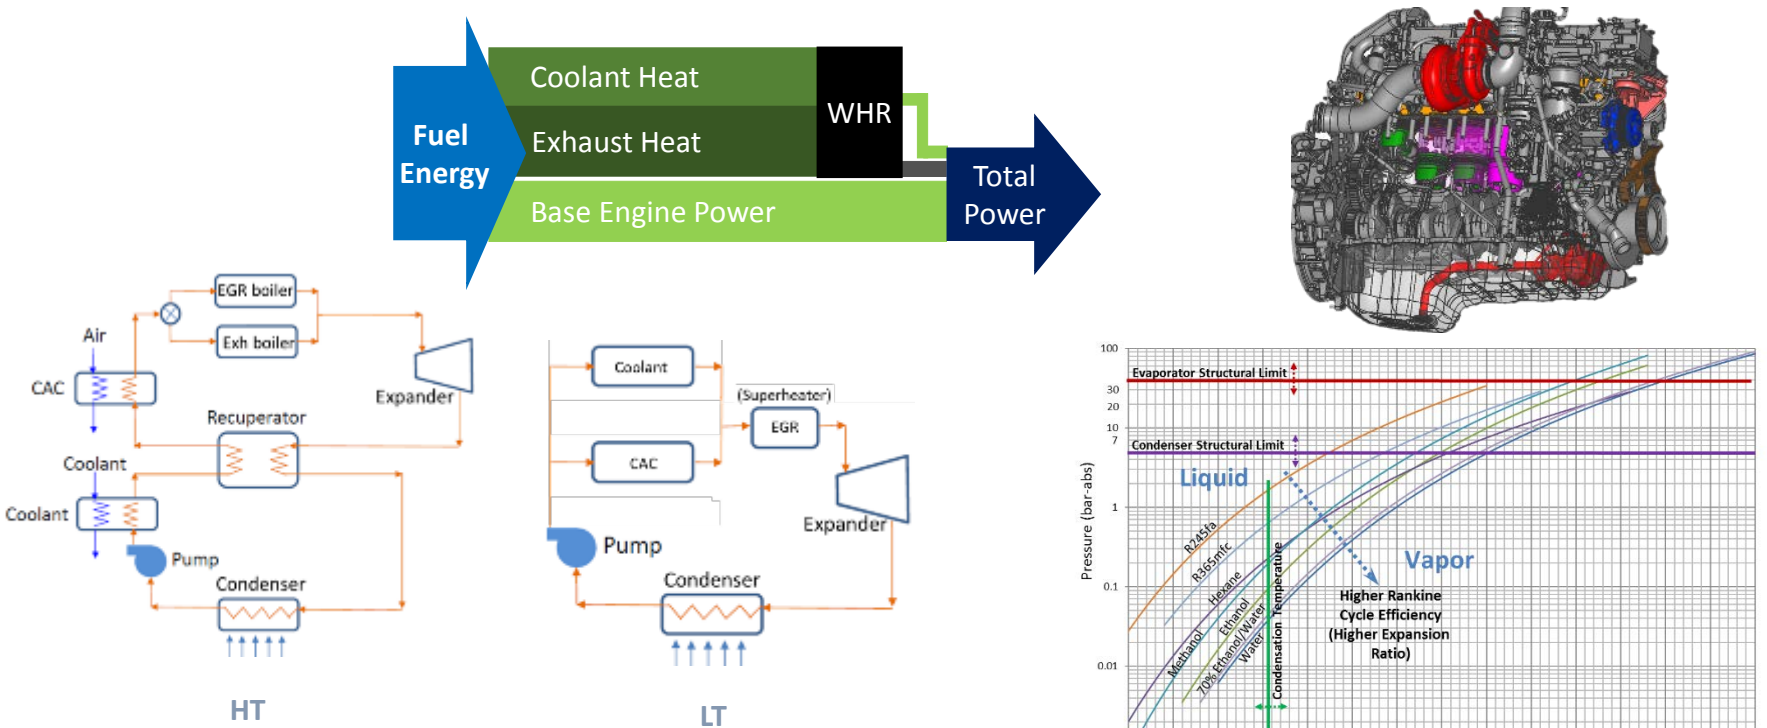 Fuel
Energy
Coolant Heat
Exhaust Heat
Base Engine Power
WHR
Total
Power
EGR boiler
Exh boiler
Air
CAC
Expander
Recuperator
Coolant
Coolant
Pump
Condenser
HT
Coolant
(Superheater)
EGR
CAC
Expander
Pump
Condenser
LT
100
30
20
10
7
1
0.1
0.01
Pressure (bar-abs)
Evaporator Structural Limit
Condenser Structural Limit
Liquid
Vapor
R245fa
R365mfc
Hexane
Methanol
Ethanol
70% Ethanol/Water
Water
Condensation Temperature
Higher Rankine
Cycle Efficiency
(Higher Expansion
Ratio)